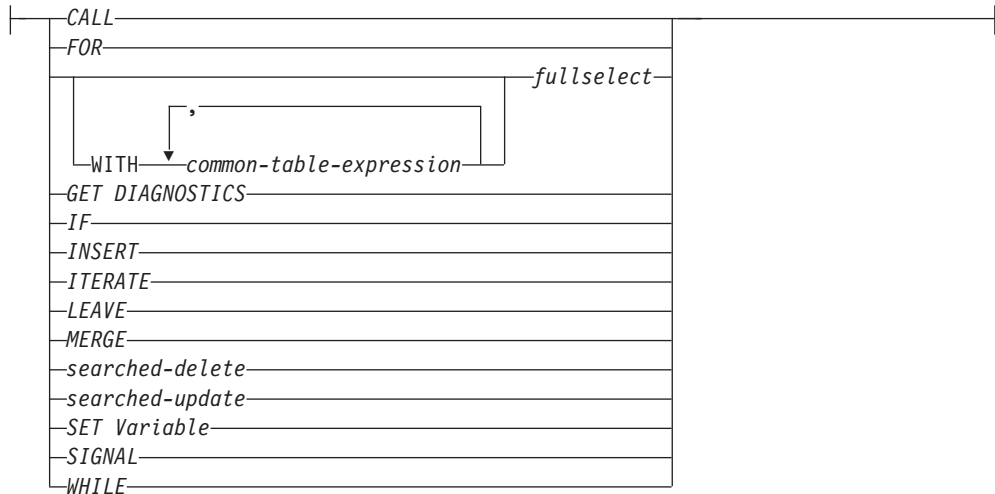 CALL
FOR
fullselect
,
WITH common-table-expression
GET DIAGNOSTICS
IF
INSERT
ITERATE
LEAVE
MERGE
searched-delete
searched-update
SET Variable
SIGNAL
WHILE